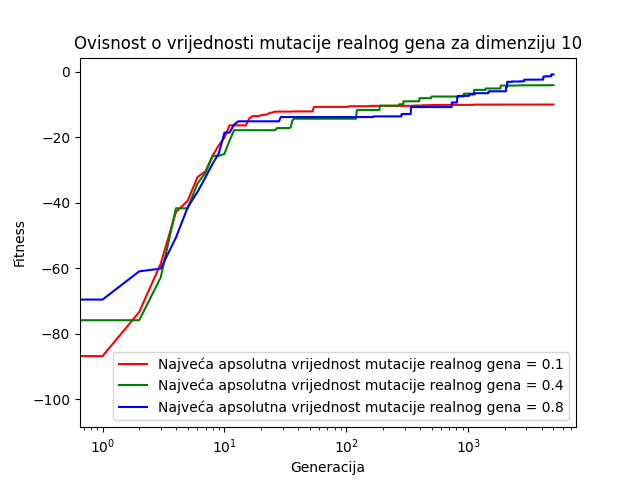 Ovisnost o vrijednosti mutacije realnog gena za dimenziju 10
0
−20
−40
−60
−80
−100
Fitness
Najveća apsolutna vrijednost mutacije realnog gena = 0.1
Najveća apsolutna vrijednost mutacije realnog gena = 0.4
Najveća apsolutna vrijednost mutacije realnog gena = 0.8
10⁰ 10¹ 10² 10³
Generacija